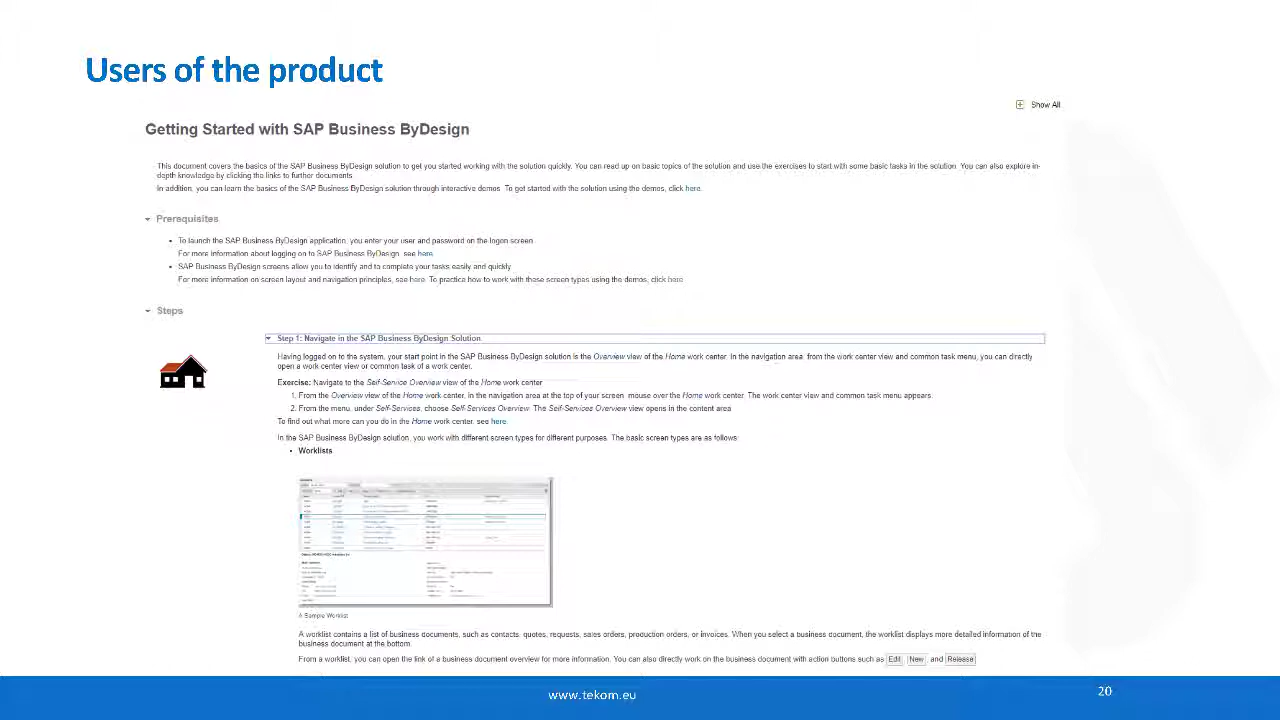 Users of the product
Show All
Getting Started with SAP Business ByDesign
This document covers the basics of the SAP Business ByDesign solution to get you started working with the solution quickly. You can read up on basic topics of the solution and use the exercises to start with some basic tasks in the solution. You can also explore in-
depth knowledge by clicking the links to further documents
In addition, you can learn the basics of the SAP Business ByDesign solution through interactive demos. To get started with the solution using the demos, click here.
Prerequisites
• To launch the SAP Business ByDesign application, you enter your user and password on the logon screen
For more information about logging on to SAP Business ByDesign, see here.
• SAP Business ByDesign screens allow you to identify and to complete your tasks easily and quickly
For more information on screen layout and navigation principles, see here. To practice how to work with these screen types using the demos, click here
Steps
Step 1: Navigate in the SAP Business ByDesign Solution
Having logged on to the system, your start point in the SAP Business ByDesign solution is the Overview view of the Home work center. In the navigation area, from the work center view and common task menu, you can directly
open a work center view or common task of a work center.
Exercise: Navigate to the Self-Service Overview view of the Home work center
1. From the Overview view of the Home work center, in the navigation area at the top of your screen, mouse over the Home work center. The work center view and common task menu appears.
2. From the menu, under Self-Services, choose Self-Services Overview. The Self-Services Overview view opens in the content area
To find out what more can you do in the Home work center, see here.
In the SAP Business ByDesign solution, you work with different screen types for different purposes. The basic screen types are as follows:
• Worklists
A Sample Worklist
A worklist contains a list of business documents, such as contacts, quotes, requests, sales orders, production orders, or invoices. When you select a business document, the worklist displays more detailed information of the
business document at the bottom.
From a worklist, you can open the link of a business document overview for more information. You can also directly work on the business document with action buttons such as Edit New and Release
www.tekom.eu
20